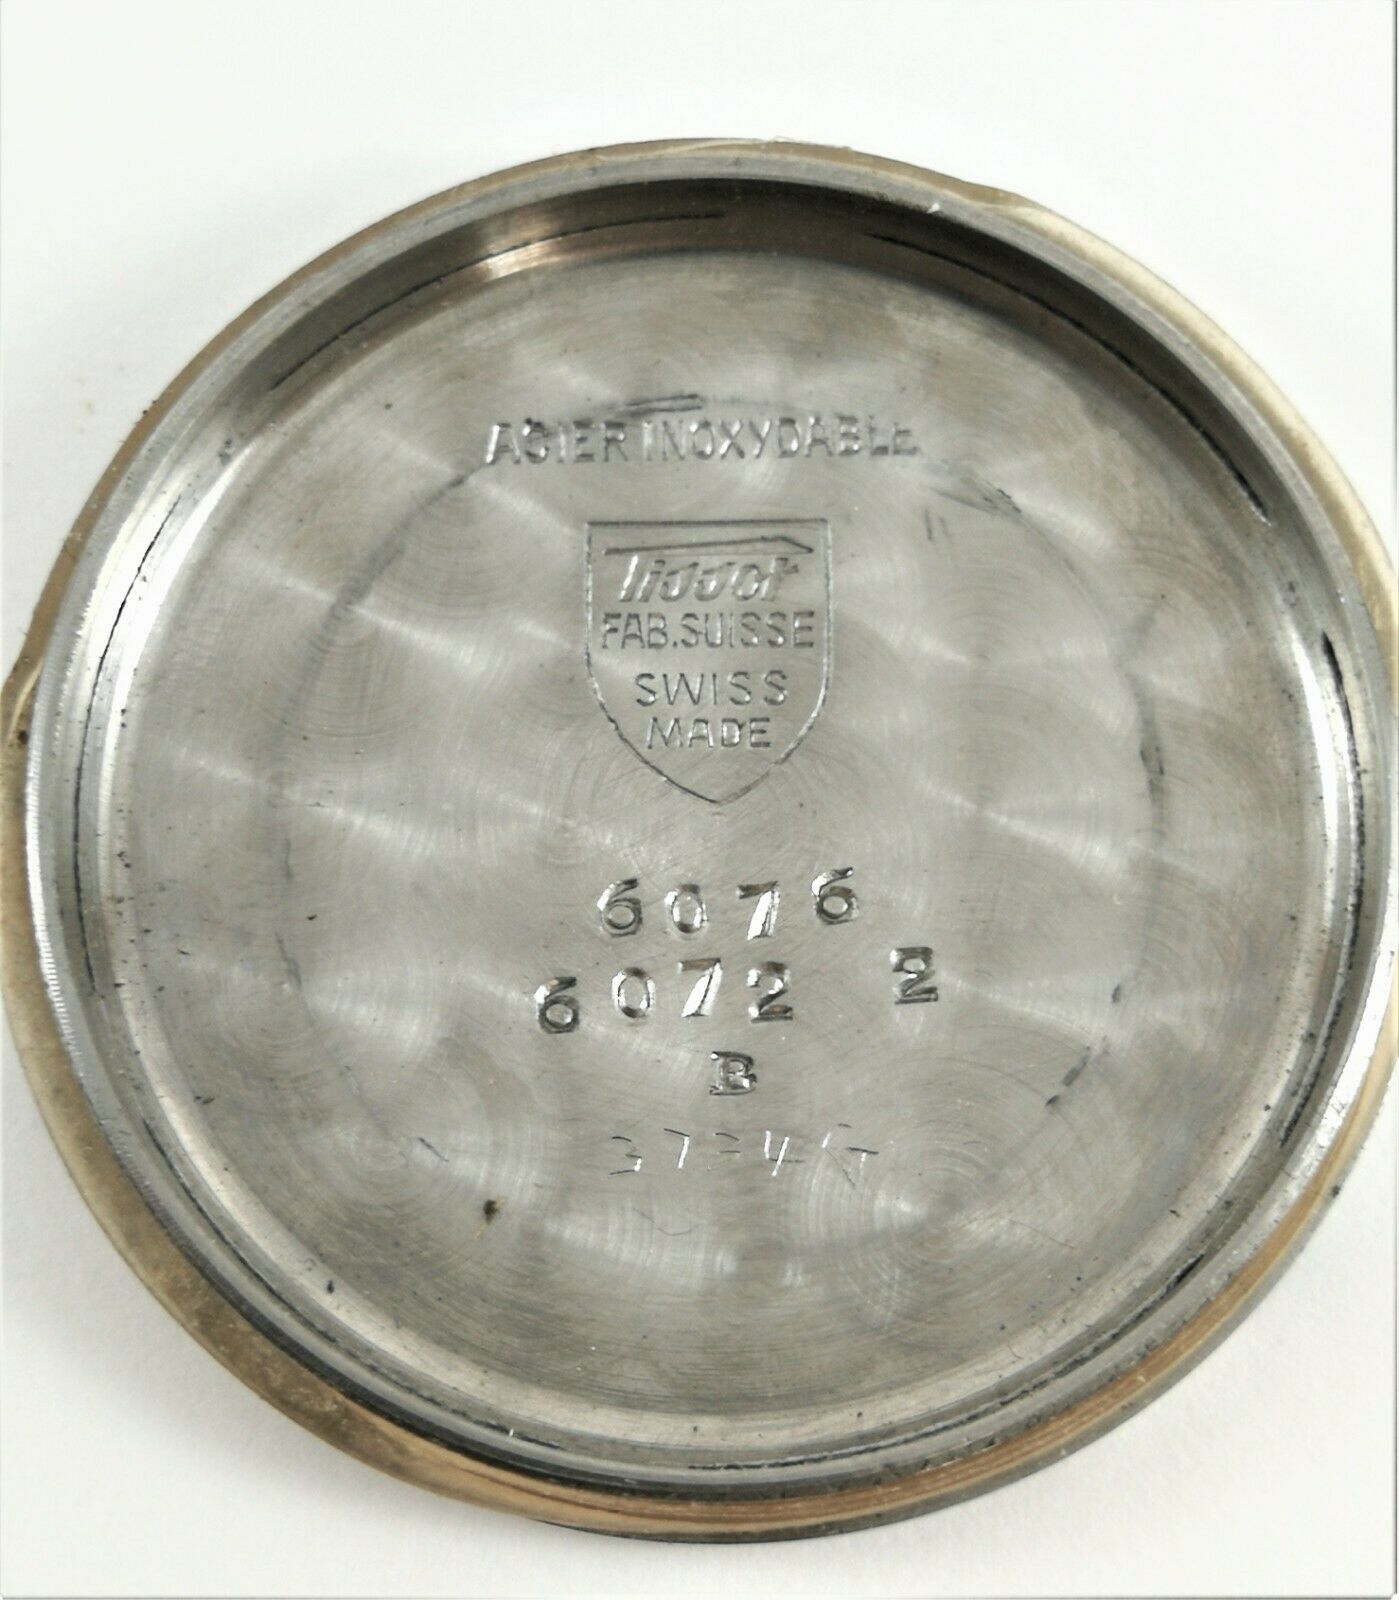 ACIER INOXYDABLE
Tissot
FAB. SUISSE
SWISS
MADE
6076
6072 2
B